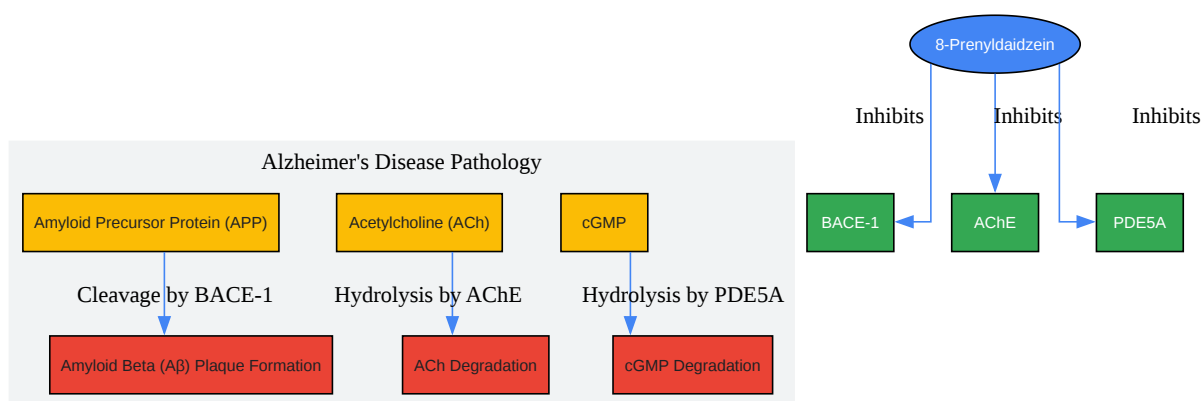 8-Prenyldaidzein
Inhibits
Inhibits
Inhibits
Alzheimer's Disease Pathology
Amyloid Precursor Protein (APP)
Acetylcholine (ACh)
cGMP
BACE-1
AChE
PDE5A
Cleavage by BACE-1
Hydrolysis by AChE
Hydrolysis by PDE5A
Amyloid Beta (Aβ) Plaque Formation
ACh Degradation
cGMP Degradation